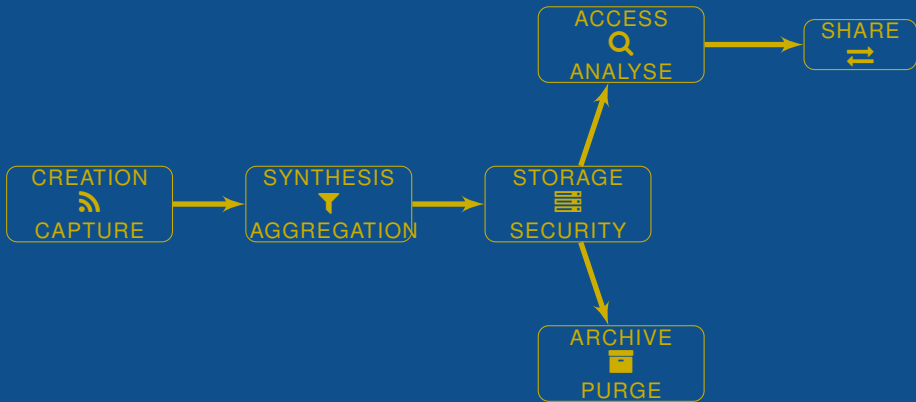 ACCESS
ANALYSE
SHARE
CREATION
CAPTURE
SYNTHESIS
AGGREGATION
STORAGE
SECURITY
ARCHIVE
PURGE